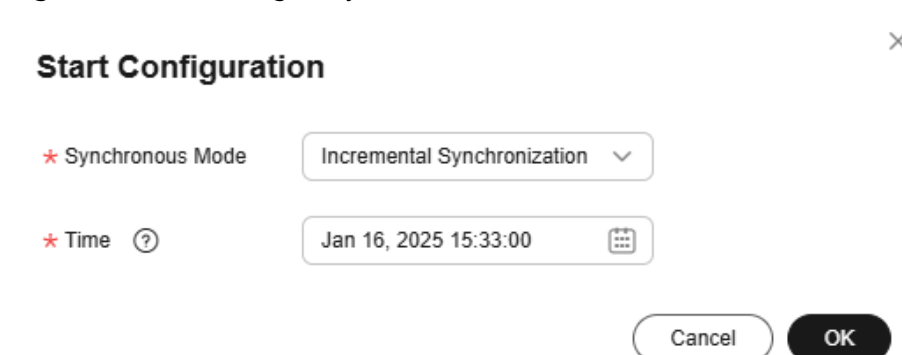 Start Configuration
* Synchronous Mode Incremental Synchronization
* Time ? Jan 16, 2025 15:33:00
Cancel OK